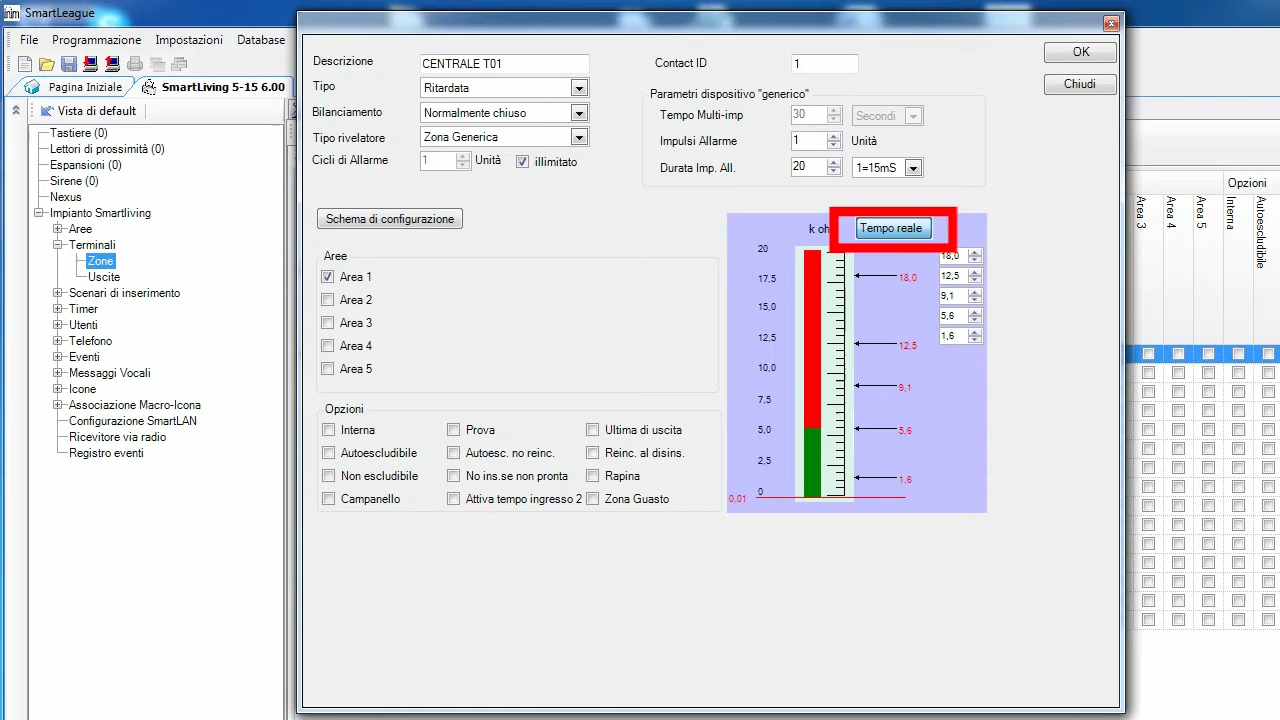 inim SmartLeague
File Programmazione Impostazioni Database
Pagina Iniziale SmartLiving 5-15 6.00
Vista di default
Tastiere (0)
Lettori di prossimità (0)
Espansioni (0)
Sirene (0)
Nexus
Impianto Smartliving
Aree
Terminali
Zone
Uscite
Scenari di inserimento
Timer
Utenti
Telefono
Eventi
Messaggi Vocali
Icone
Associazione Macro-Icona
Configurazione SmartLAN
Ricevitore via radio
Registro eventi
Descrizione CENTRALE T01
Tipo Ritardata
Bilanciamento Normalmente chiuso
Tipo rivelatore Zona Generica
Cicli di Allarme 1 Unità illimitato
Contact ID 1
Parametri dispositivo "generico"
Tempo Multi-imp 30 Secondi
Impulsi Allarme 1 Unità
Durata Imp. All. 20 1=15mS
OK
Chiudi
Schema di configurazione
Aree
Area 1
Area 2
Area 3
Area 4
Area 5
Opzioni
Interna Prova Ultima di uscita
Autoescludibile Autoesc. no reinc. Reinc. al disins.
Non escludibile No ins.se non pronta Rapina
Campanello Attiva tempo ingresso 2 Zona Guasto
k oh Tempo reale
20
17,5
15,0
12,5
10,0
7,5
5,0
2,5
0
0,01
18,0
12,5
9,1
5,6
1,6
18,0
12,5
9,1
5,6
1,6
Opzioni
Area 3
Area 4
Area 5
Interna
Autoescludibile